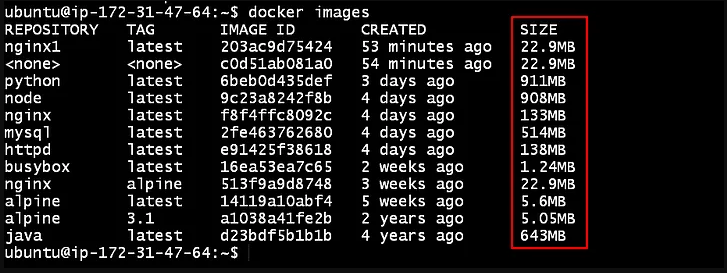 ubuntu@ip-172-31-47-64:~$ docker images
REPOSITORY TAG IMAGE ID CREATED SIZE
nginx1 latest 203ac9d75424 53 minutes ago 22.9MB
<none> <none> c0d51ab081a0 54 minutes ago 22.9MB
python latest 6beb0d435def 3 days ago 911MB
node latest 9c23a8242f8b 4 days ago 908MB
nginx latest f8f4ffc8092c 4 days ago 133MB
mysql latest 2fe463762680 4 days ago 514MB
httpd latest e91425f38618 4 days ago 138MB
busybox latest 16ea53ea7c65 2 weeks ago 1.24MB
nginx alpine 513f9a9d8748 3 weeks ago 22.9MB
alpine latest 14119a10abf4 5 weeks ago 5.6MB
alpine 3.1 a1038a41fe2b 2 years ago 5.05MB
java latest d23bdf5b1b1b 4 years ago 643MB
ubuntu@ip-172-31-47-64:~$